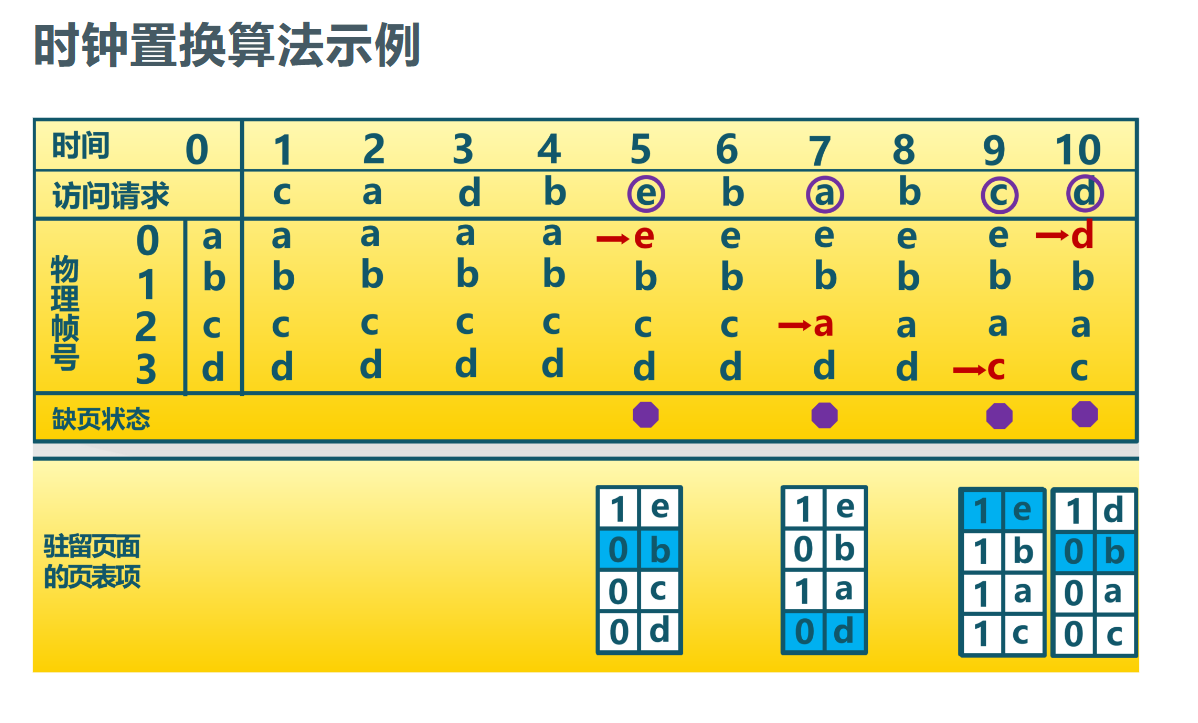 时钟置换算法示例
时间 0 1 2 3 4 5 6 7 8 9 10
访问请求 c a d b e b a b c d
物理帧号
0 a a a a a e e e e e d
1 b b b b b b b b b b b
2 c c c c c c c a a a a
3 d d d d d d d d d c c
缺页状态
驻留页面
的页表项
1 e 1 e 1 e 1 d
0 b 0 b 1 b 0 b
0 c 1 a 1 a 0 a
0 d 0 d 1 c 0 c